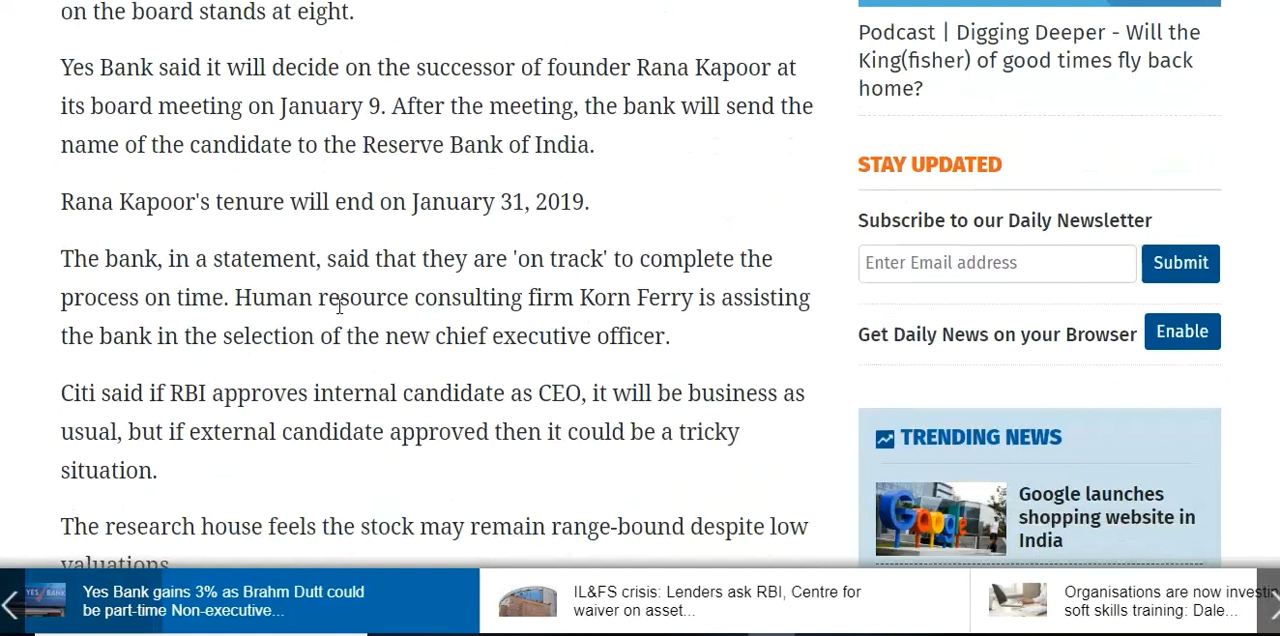 on the board stands at eight.
Yes Bank said it will decide on the successor of founder Rana Kapoor at
its board meeting on January 9. After the meeting, the bank will send the
name of the candidate to the Reserve Bank of India.
Rana Kapoor's tenure will end on January 31, 2019.
The bank, in a statement, said that they are 'on track' to complete the
process on time. Human resource consulting firm Korn Ferry is assisting
the bank in the selection of the new chief executive officer.
Citi said if RBI approves internal candidate as CEO, it will be business as
usual, but if external candidate approved then it could be a tricky
situation.
The research house feels the stock may remain range-bound despite low
valuations
Podcast | Digging Deeper - Will the
King(fisher) of good times fly back
home?
STAY UPDATED
Subscribe to our Daily Newsletter
Enter Email address
Submit
Get Daily News on your Browser
Enable
TRENDING NEWS
Google launches
shopping website in
India
Google
YES BANK
Yes Bank gains 3% as Brahm Dutt could
be part-time Non-executive...
IL&FS crisis: Lenders ask RBI, Centre for
waiver on asset...
Organisations are now investin
soft skills training: Dale...